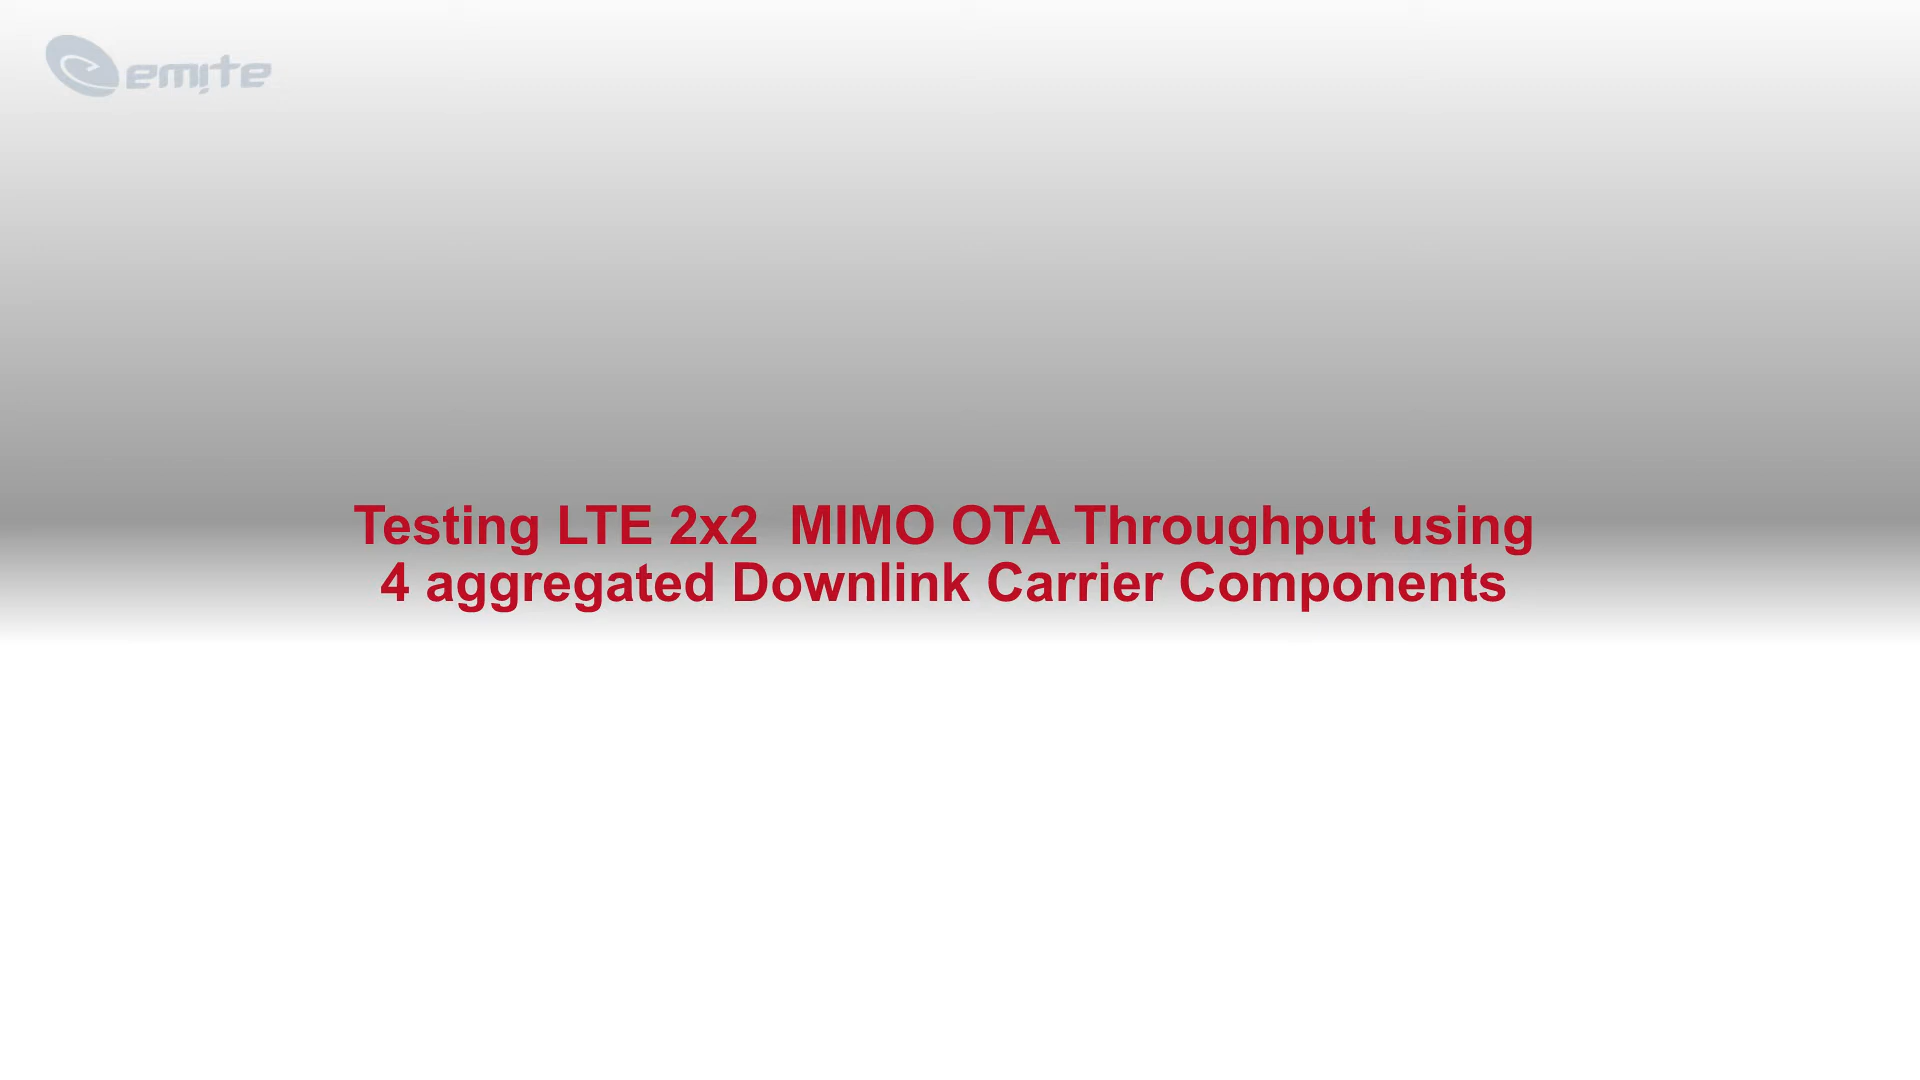 emite
Testing LTE 2x2  MIMO OTA Throughput using
4 aggregated Downlink Carrier Components